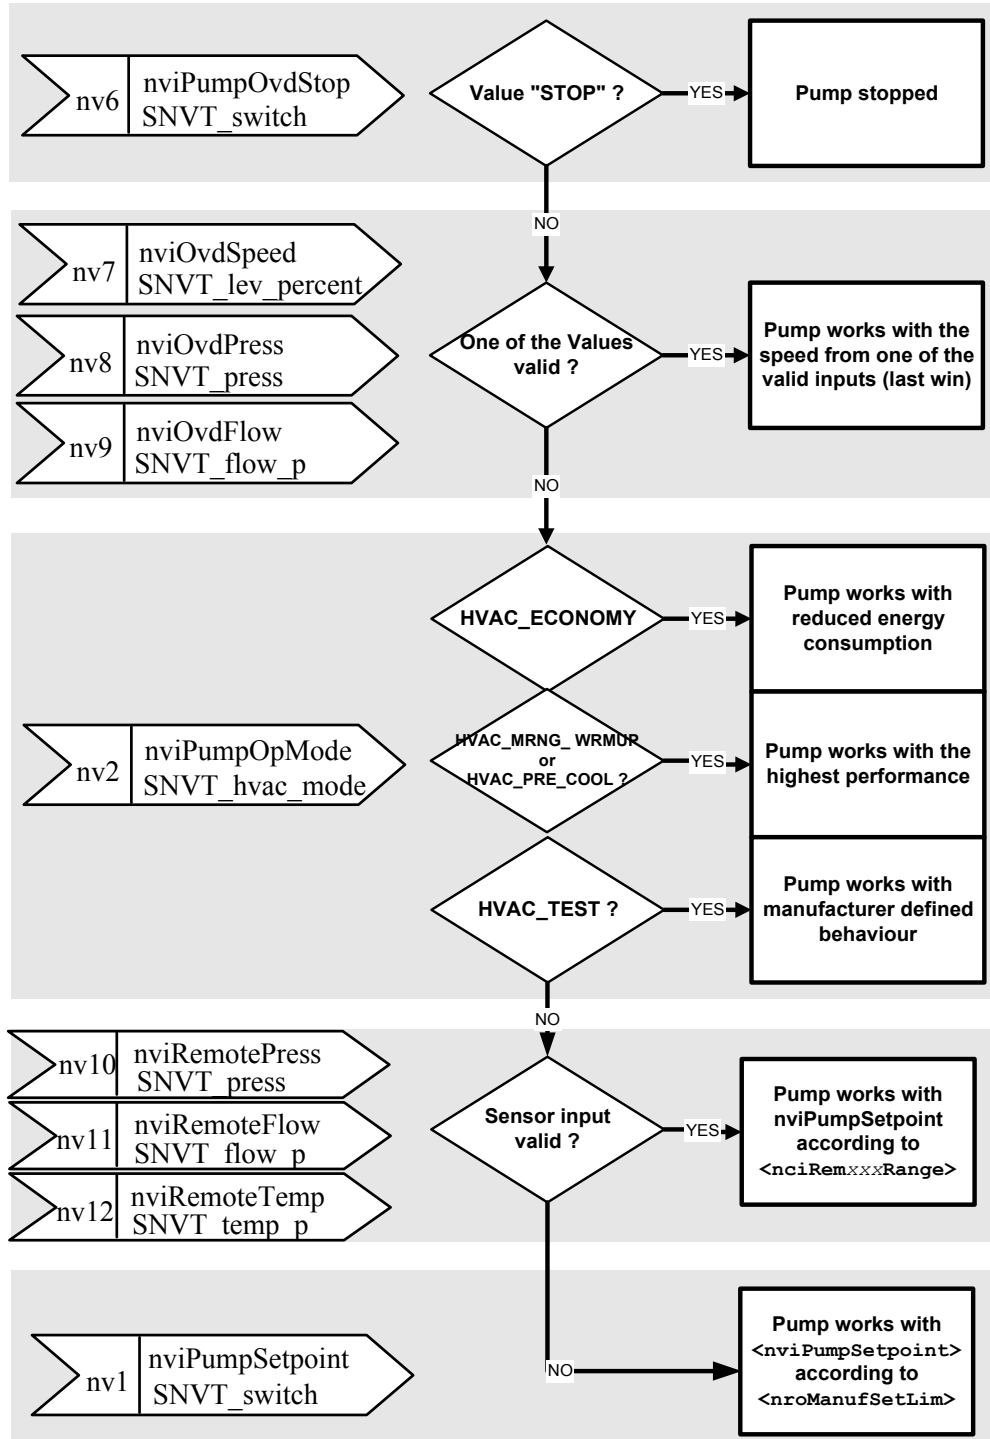 nv6
nviPumpOvdStop
SNVT_switch
Value "STOP" ?
YES
Pump stopped
NO
nv7
nviOvdSpeed
SNVT_lev_percent
nv8
nviOvdPress
SNVT_press
nv9
nviOvdFlow
SNVT_flow_p
One of the Values
valid ?
YES
Pump works with the
speed from one of the
valid inputs (last win)
NO
HVAC_ECONOMY
YES
Pump works with
reduced energy
consumption
nv2
nviPumpOpMode
SNVT_hvac_mode
HVAC_MRNG_ WRMUP
or
HVAC_PRE_COOL ?
YES
Pump works with the
highest performance
HVAC_TEST ?
YES
Pump works with
manufacturer defined
behaviour
NO
nv10
nviRemotePress
SNVT_press
nv11
nviRemoteFlow
SNVT_flow_p
nv12
nviRemoteTemp
SNVT_temp_p
Sensor input
valid ?
YES
Pump works with
nviPumpSetpoint
according to
<nciRemxxxRange>
nv1
nviPumpSetpoint
SNVT_switch
NO
Pump works with
<nviPumpSetpoint>
according to
<nroManufSetLim>